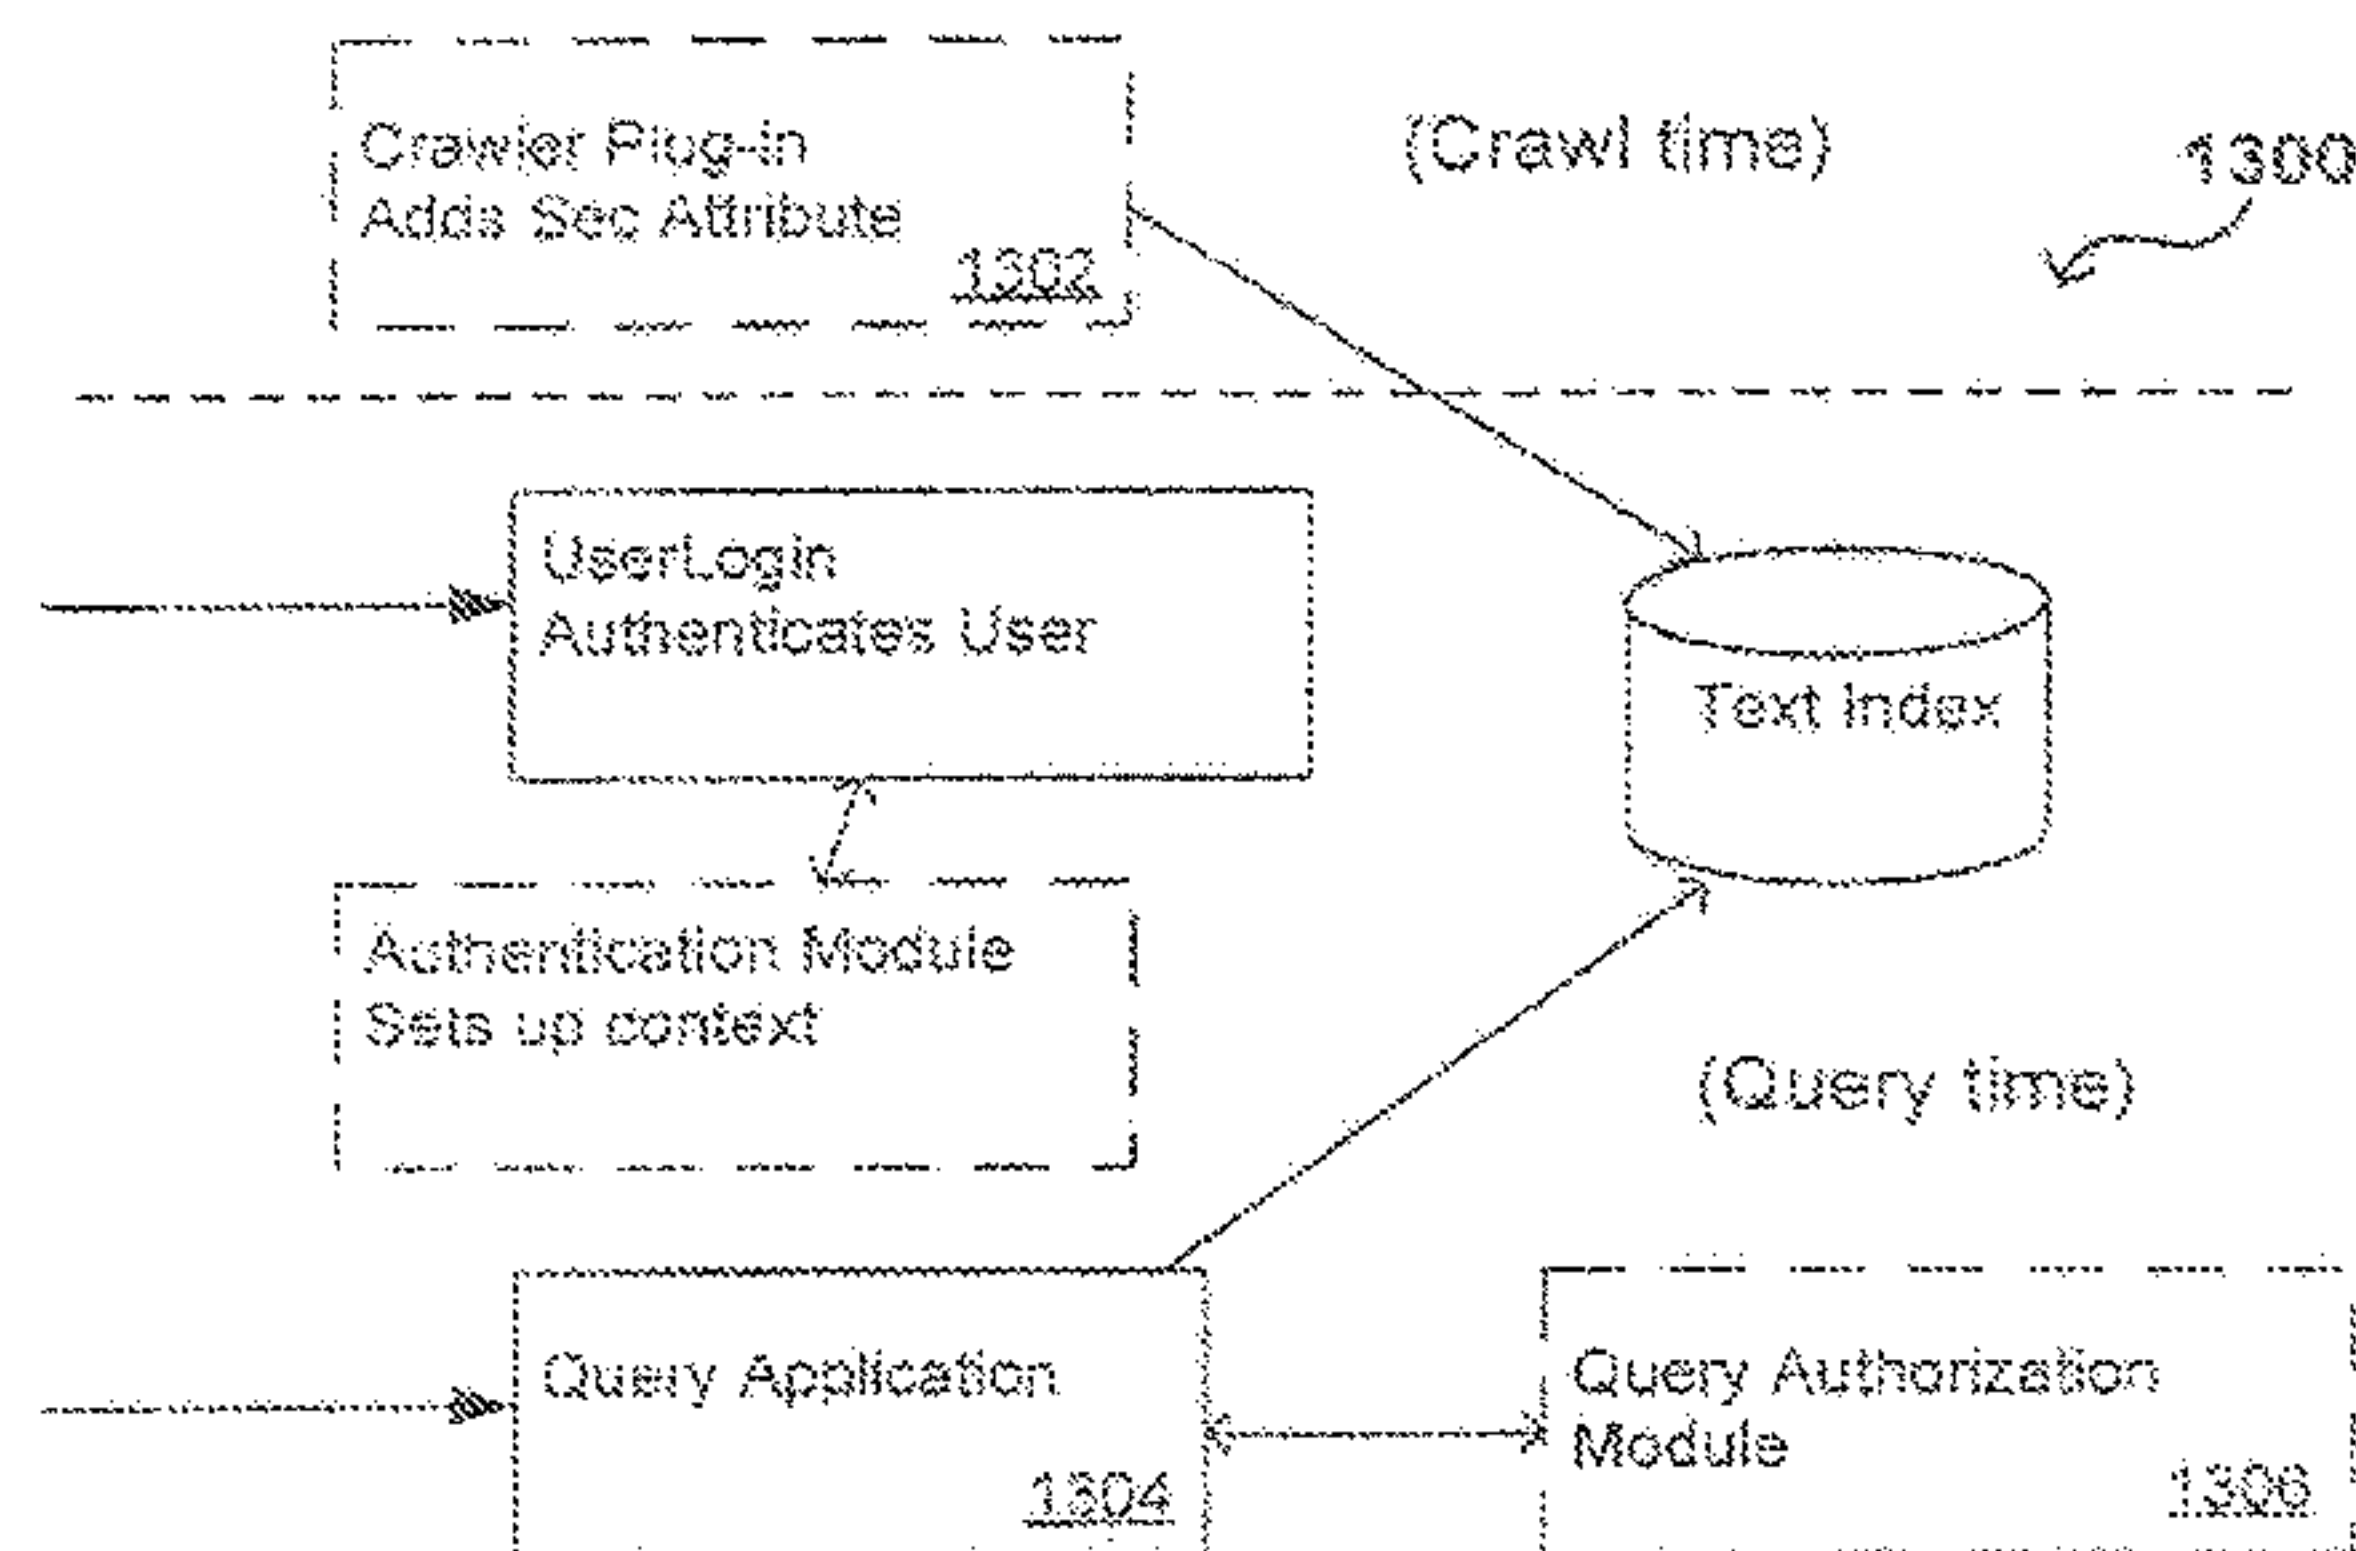 Crawler Plug-in
Adds Sec Attribute
1302
(Crawl time)
1300
UserLogin
Authenticates User
Text Index
Authentication Module
Sets up context
(Query time)
Query Application
1304
Query Authorization
Module
1306